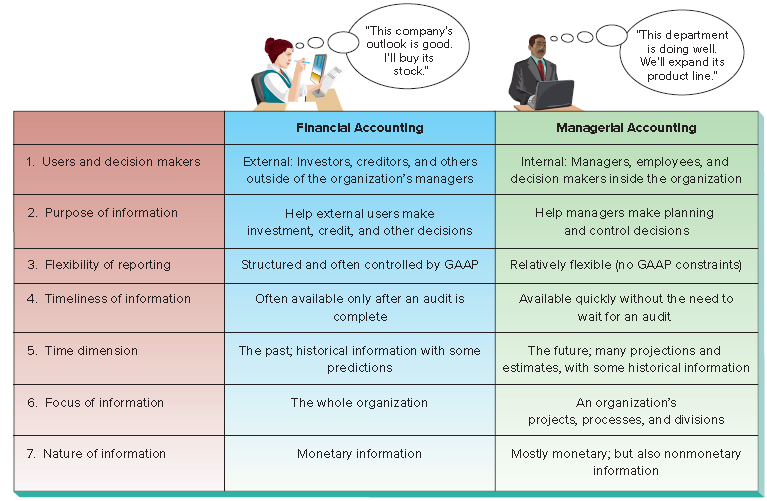 "This company's
outlook is good.
I'll buy its
stock."
"This department
is doing well.
We'll expand its
product line."
Financial Accounting
Managerial Accounting
1. Users and decision makers
External: Investors, creditors, and others
outside of the organization's managers
Internal: Managers, employees, and
decision makers inside the organization
2. Purpose of information
Help external users make
investment, credit, and other decisions
Help managers make planning
and control decisions
3. Flexibility of reporting
Structured and often controlled by GAAP
Relatively flexible (no GAAP constraints)
4. Timeliness of information
Often available only after an audit is
complete
Available quickly without the need to
wait for an audit
5. Time dimension
The past; historical information with some
predictions
The future; many projections and
estimates, with some historical information
6. Focus of information
The whole organization
An organization's
projects, processes, and divisions
7. Nature of information
Monetary information
Mostly monetary; but also nonmonetary
information